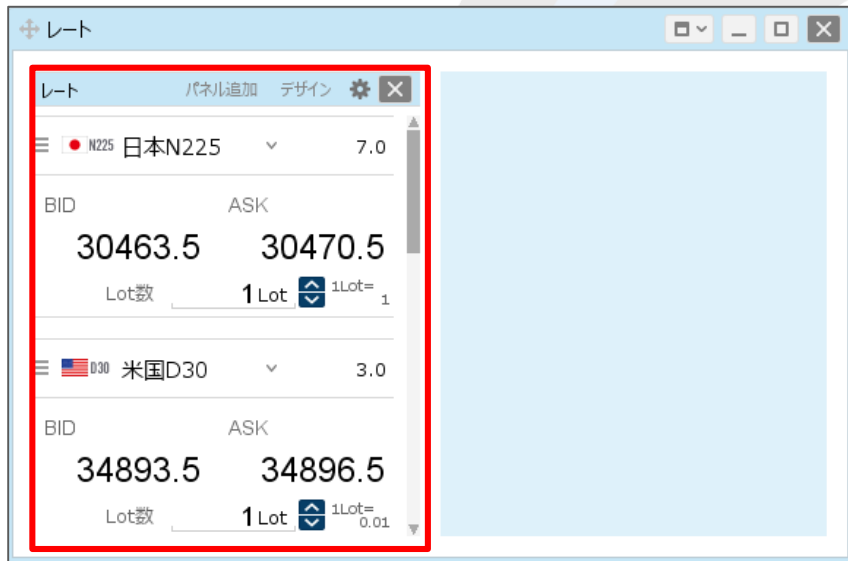 レート
レート パネル追加 デザイン
N225 日本N225 7.0
BID ASK
30463.5 30470.5
Lot数 1 Lot 1Lot= 1
D30 米国D30 3.0
BID ASK
34893.5 34896.5
Lot数 1 Lot 1Lot= 0.01